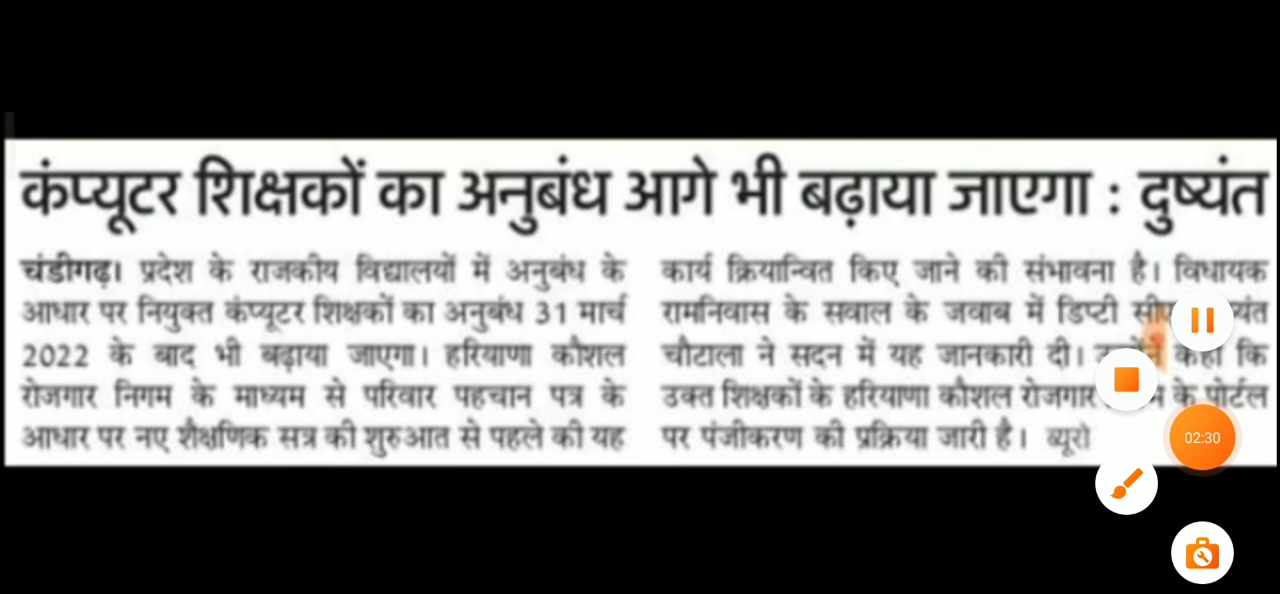 कंप्यूटर शिक्षकों का अनुबंध आगे भी बढ़ाया जाएगा : दुष्यंत
चंडीगढ़। प्रदेश के राजकीय विद्यालयों में अनुबंध के
आधार पर नियुक्त कंप्यूटर शिक्षकों का अनुबंध 31 मार्च
2022 के बाद भी बढ़ाया जाएगा। हरियाणा कौशल
रोजगार निगम के माध्यम से परिवार पहचान पत्र के
आधार पर नए शैक्षणिक सत्र की शुरुआत से पहले की यह
कार्य क्रियान्वित किए जाने की संभावना है। विधायक
रामनिवास के सवाल के जवाब में डिप्टी
चौटाला ने सदन में यह जानकारी दी। कहा कि
उक्त शिक्षकों के हरियाणा कौशल रोजगार के पोर्टल
पर पंजीकरण की प्रक्रिया जारी है। ब्यूरो
02:30